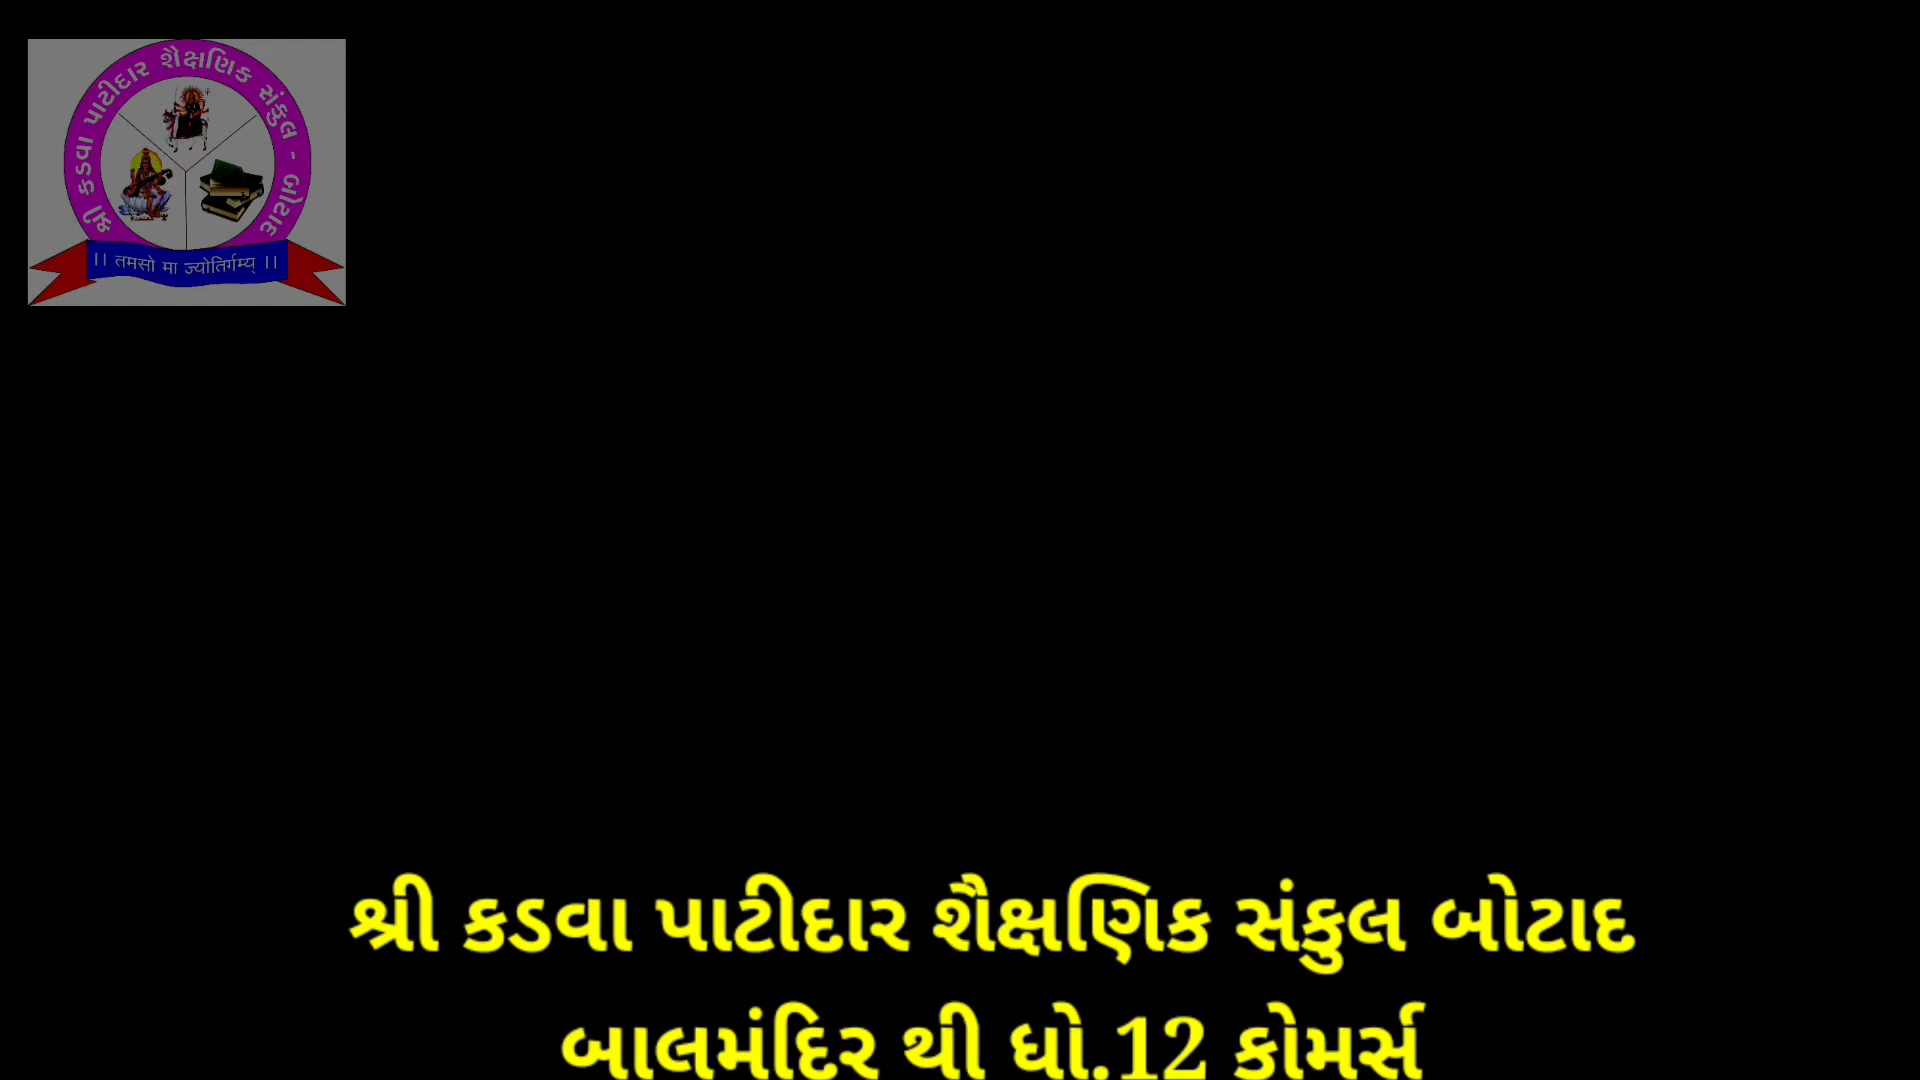 શ્રી કડવા પાટીદાર શૈક્ષણિક સંકુલ - બોટાદ
।। तमसो मा ज्योतिर्गम्य् ।।
શ્રી કડવા પાટીદાર શૈક્ષણિક સંકુલ બોટાદ
બાલમંદિર થી ધો.12 કોમર્સ